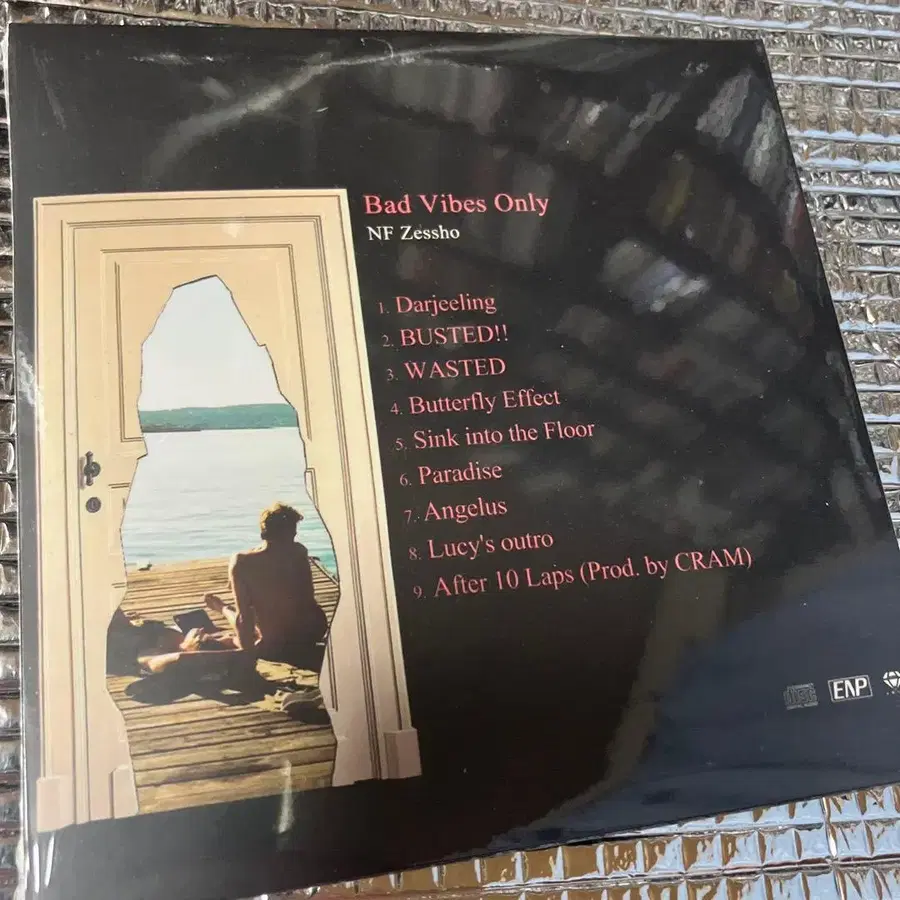 Bad Vibes Only
NF Zessho
1. Darjeeling
2. BUSTED!!
3. WASTED
4. Butterfly Effect
5. Sink into the Floor
6. Paradise
7. Angelus
8. Lucy's outro
9. After 10 Laps (Prod. by CRAM)
disc
ENP